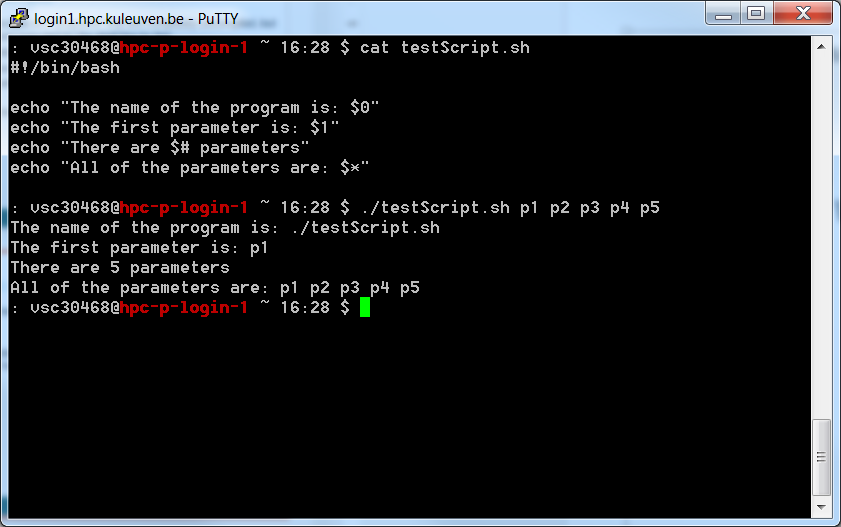 login1.hpc.kuleuven.be - PuTTY
: vsc30468@hpc-p-login-1 ~ 16:28 $ cat testScript.sh
#!/bin/bash
echo "The name of the program is: $0"
echo "The first parameter is: $1"
echo "There are $# parameters"
echo "All of the parameters are: $*"
: vsc30468@hpc-p-login-1 ~ 16:28 $ ./testScript.sh p1 p2 p3 p4 p5
The name of the program is: ./testScript.sh
The first parameter is: p1
There are 5 parameters
All of the parameters are: p1 p2 p3 p4 p5
: vsc30468@hpc-p-login-1 ~ 16:28 $